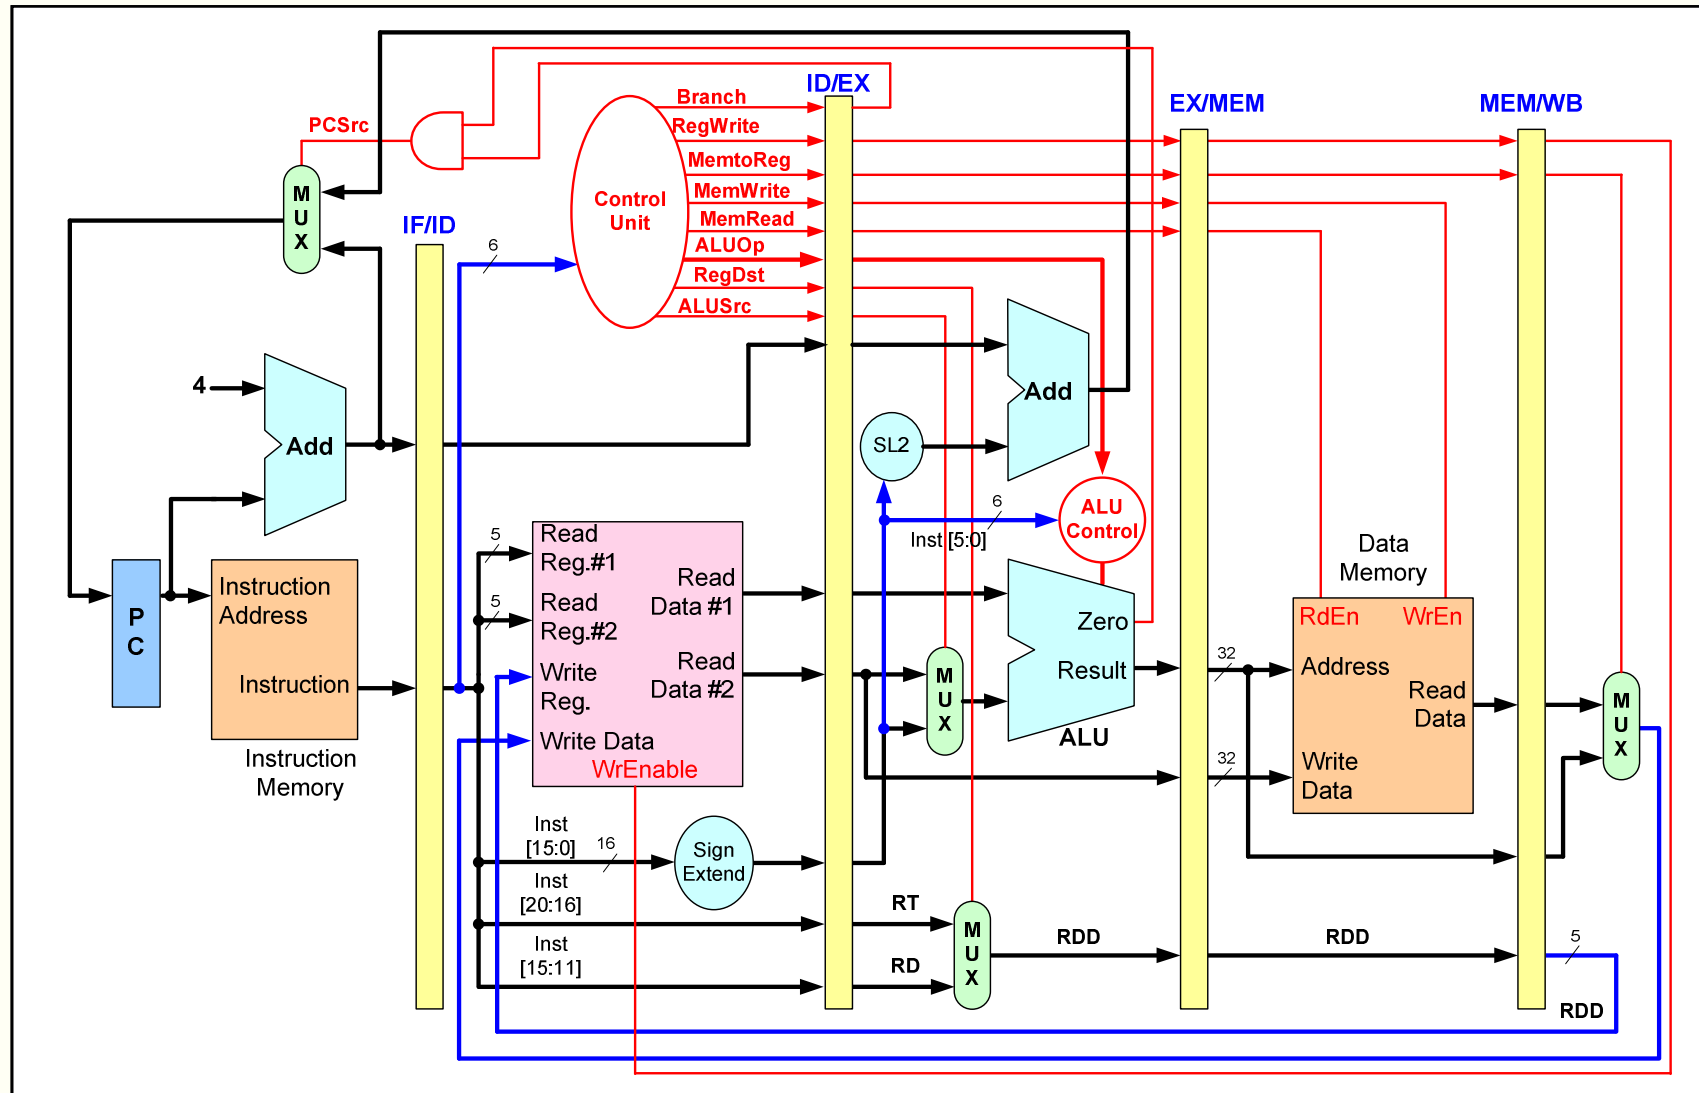 ID/EX
EX/MEM
MEM/WB
IF/ID
PCSrc
Branch
RegWrite
MemtoReg
MemWrite
MemRead
ALUOp
RegDst
ALUSrc
Control
Unit
M
U
X
6
4
Add
Add
SL2
6
Inst [5:0]
ALU
Control
P
C
Instruction
Address
Instruction
Instruction
Memory
5
Read
Reg.#1
5
Read
Reg.#2
Write
Reg.
Write Data
WrEnable
Read
Data #1
Read
Data #2
M
U
X
Zero
Result
ALU
32
32
Data
Memory
RdEn
WrEn
Address
Read
Data
Write
Data
M
U
X
Inst
[15:0]
16
Sign
Extend
Inst
[20:16]
Inst
[15:11]
RT
RD
M
U
X
RDD
RDD
5
RDD